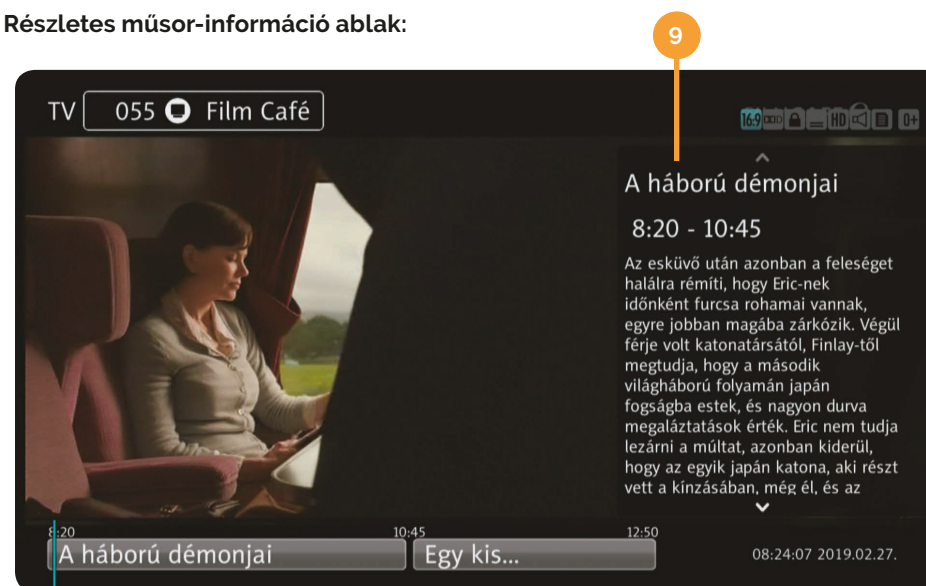 Részletes műsor-információ ablak:
9
TV 055 Film Café
16:9 HD 0+
A háború démonjai
8:20 - 10:45
Az esküvő után azonban a feleséget
halálra rémíti, hogy Eric-nek
időnként furcsa rohamai vannak,
egyre jobban magába zárkózik. Végül
férje volt katonatársától, Finlay-től
megtudja, hogy a második
világháború folyamán japán
fogságba estek, és nagyon durva
megaláztatások érték. Eric nem tudja
lezárni a múltat, azonban kiderül,
hogy az egyik japán katona, aki részt
vett a kínzásában, még él, és az
8:20 10:45 12:50
A háború démonjai Egy kis...
08:24:07 2019.02.27.